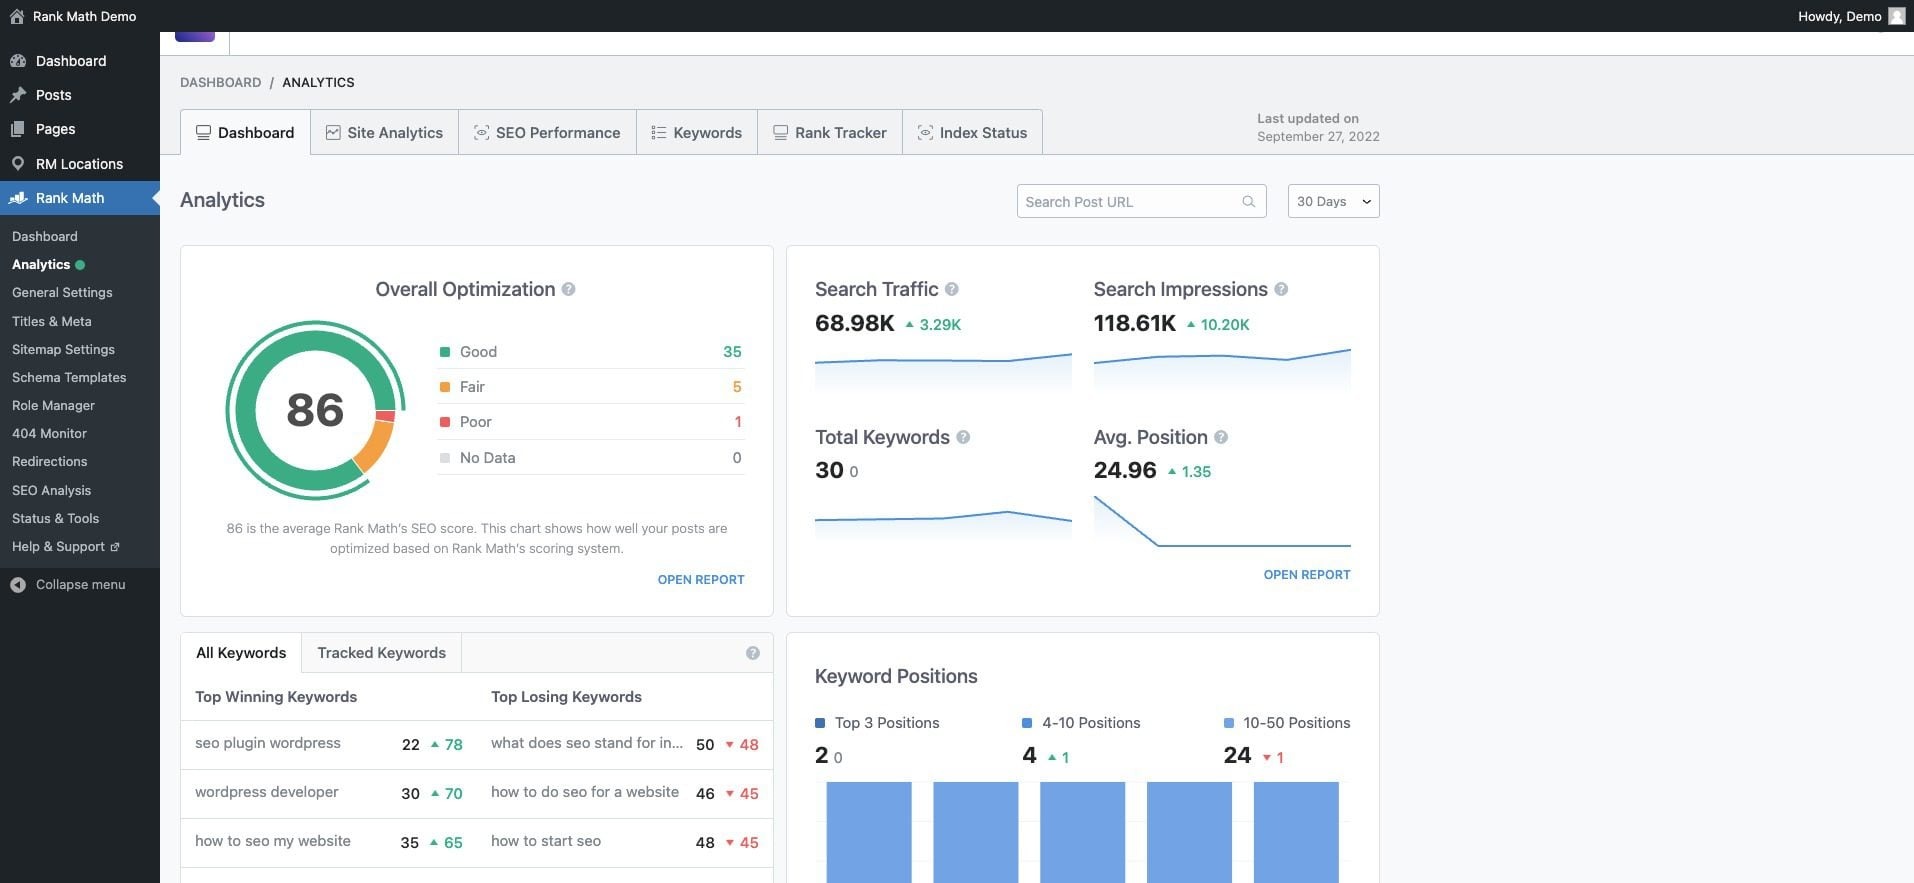 Rank Math Demo
Howdy, Demo
Dashboard
Posts
Pages
RM Locations
Rank Math
Dashboard
Analytics
General Settings
Titles & Meta
Sitemap Settings
Schema Templates
Role Manager
404 Monitor
Redirections
SEO Analysis
Status & Tools
Help & Support
Collapse menu
DASHBOARD / ANALYTICS
Dashboard Site Analytics SEO Performance Keywords Rank Tracker Index Status
Last updated on
September 27, 2022
Analytics
Search Post URL
30 Days
Overall Optimization
86
Good 35
Fair 5
Poor 1
No Data 0
86 is the average Rank Math's SEO score. This chart shows how well your posts are
optimized based on Rank Math's scoring system.
OPEN REPORT
Search Traffic
68.98K 3.29K
Search Impressions
118.61K 10.20K
Total Keywords
30 0
Avg. Position
24.96 1.35
OPEN REPORT
All Keywords Tracked Keywords
Top Winning Keywords Top Losing Keywords
seo plugin wordpress 22 78 what does seo stand for in... 50 48
wordpress developer 30 70 how to do seo for a website 46 45
how to seo my website 35 65 how to start seo 48 45
Keyword Positions
Top 3 Positions 4-10 Positions 10-50 Positions
2 0 4 1 24 1